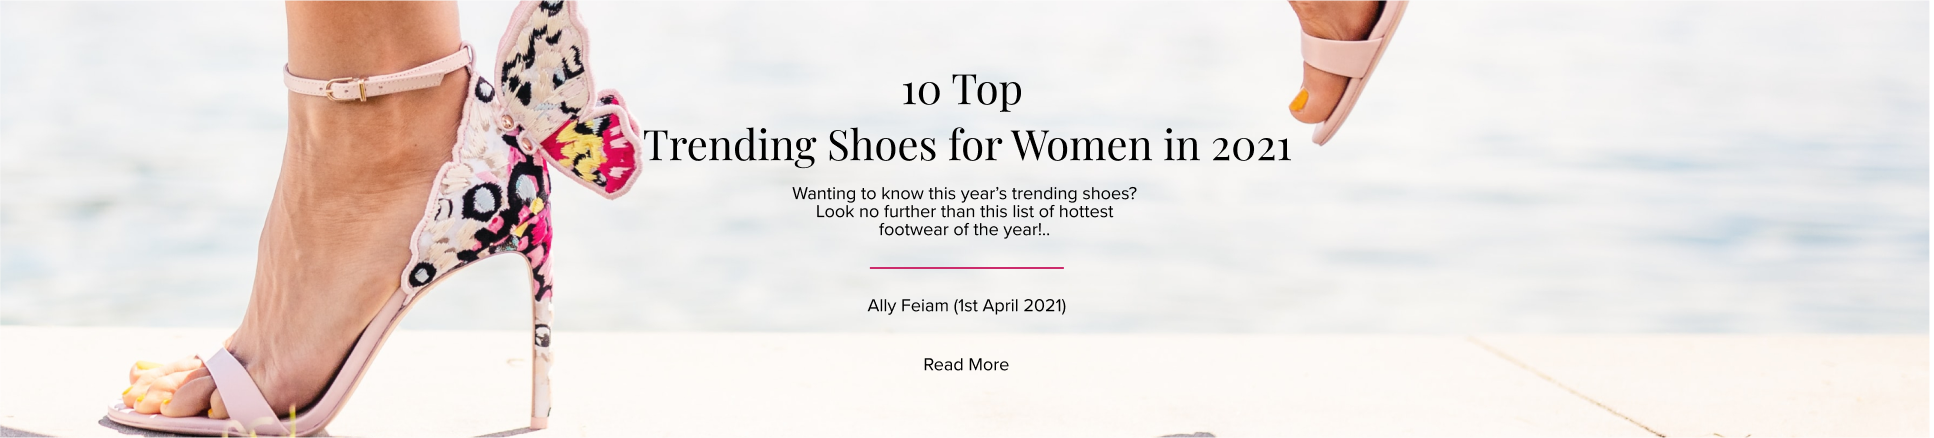 10 Top
Trending Shoes for Women in 2021
Wanting to know this year's trending shoes?
Look no further than this list of hottest
footwear of the year!..
Ally Feiam (1st April 2021)
Read More